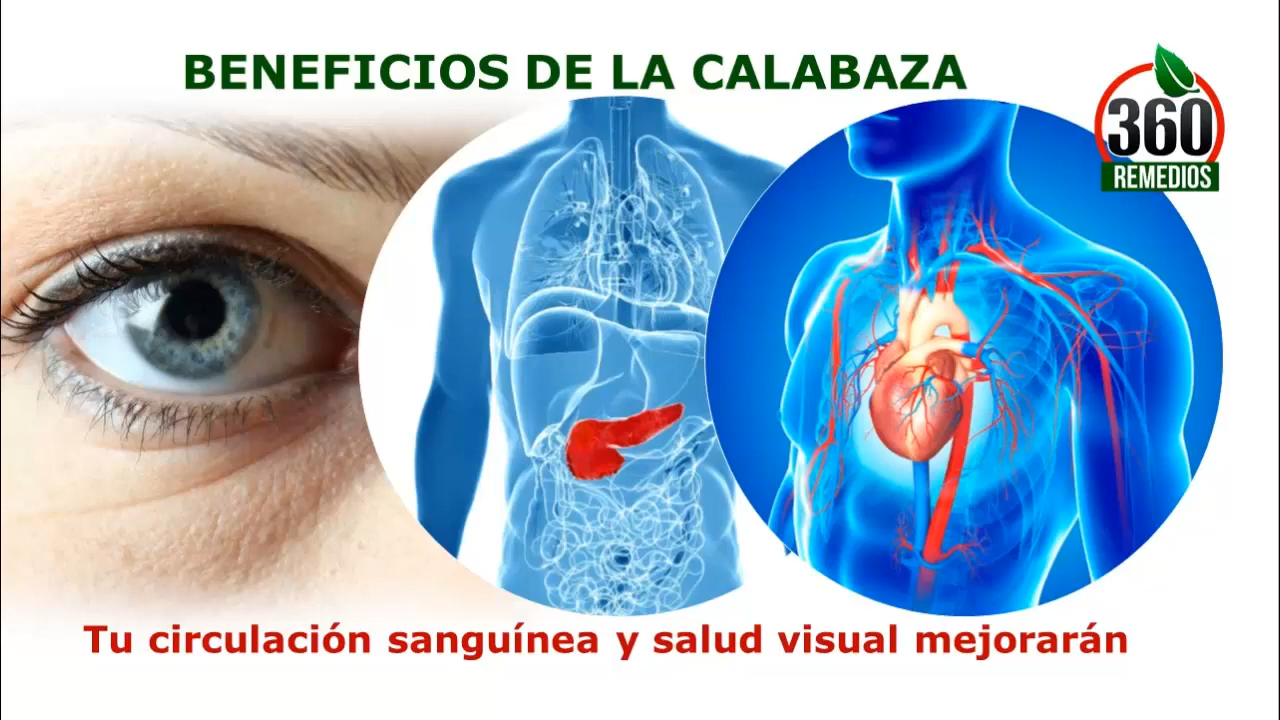 BENEFICIOS DE LA CALABAZA
360
REMEDIOS
Tu circulación sanguínea y salud visual mejorarán